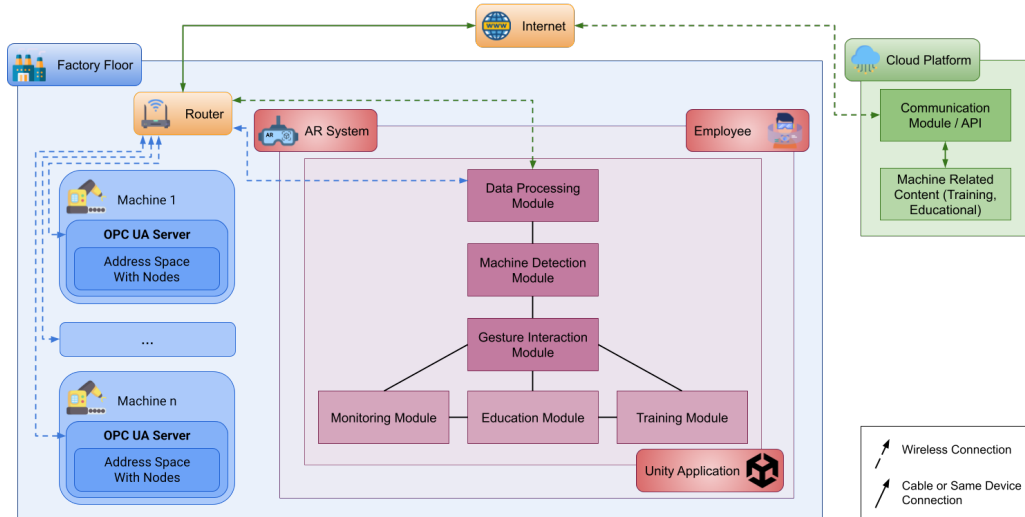 Internet
Factory Floor
Cloud Platform
Router
AR
AR System
Employee
Communication
Module / API
Machine Related
Content (Training,
Educational)
Data Processing
Module
Machine 1
OPC UA Server
Address Space
With Nodes
Machine Detection
Module
...
Gesture Interaction
Module
Machine n
OPC UA Server
Address Space
With Nodes
Monitoring Module
Education Module
Training Module
Unity Application
Wireless Connection
Cable or Same Device
Connection